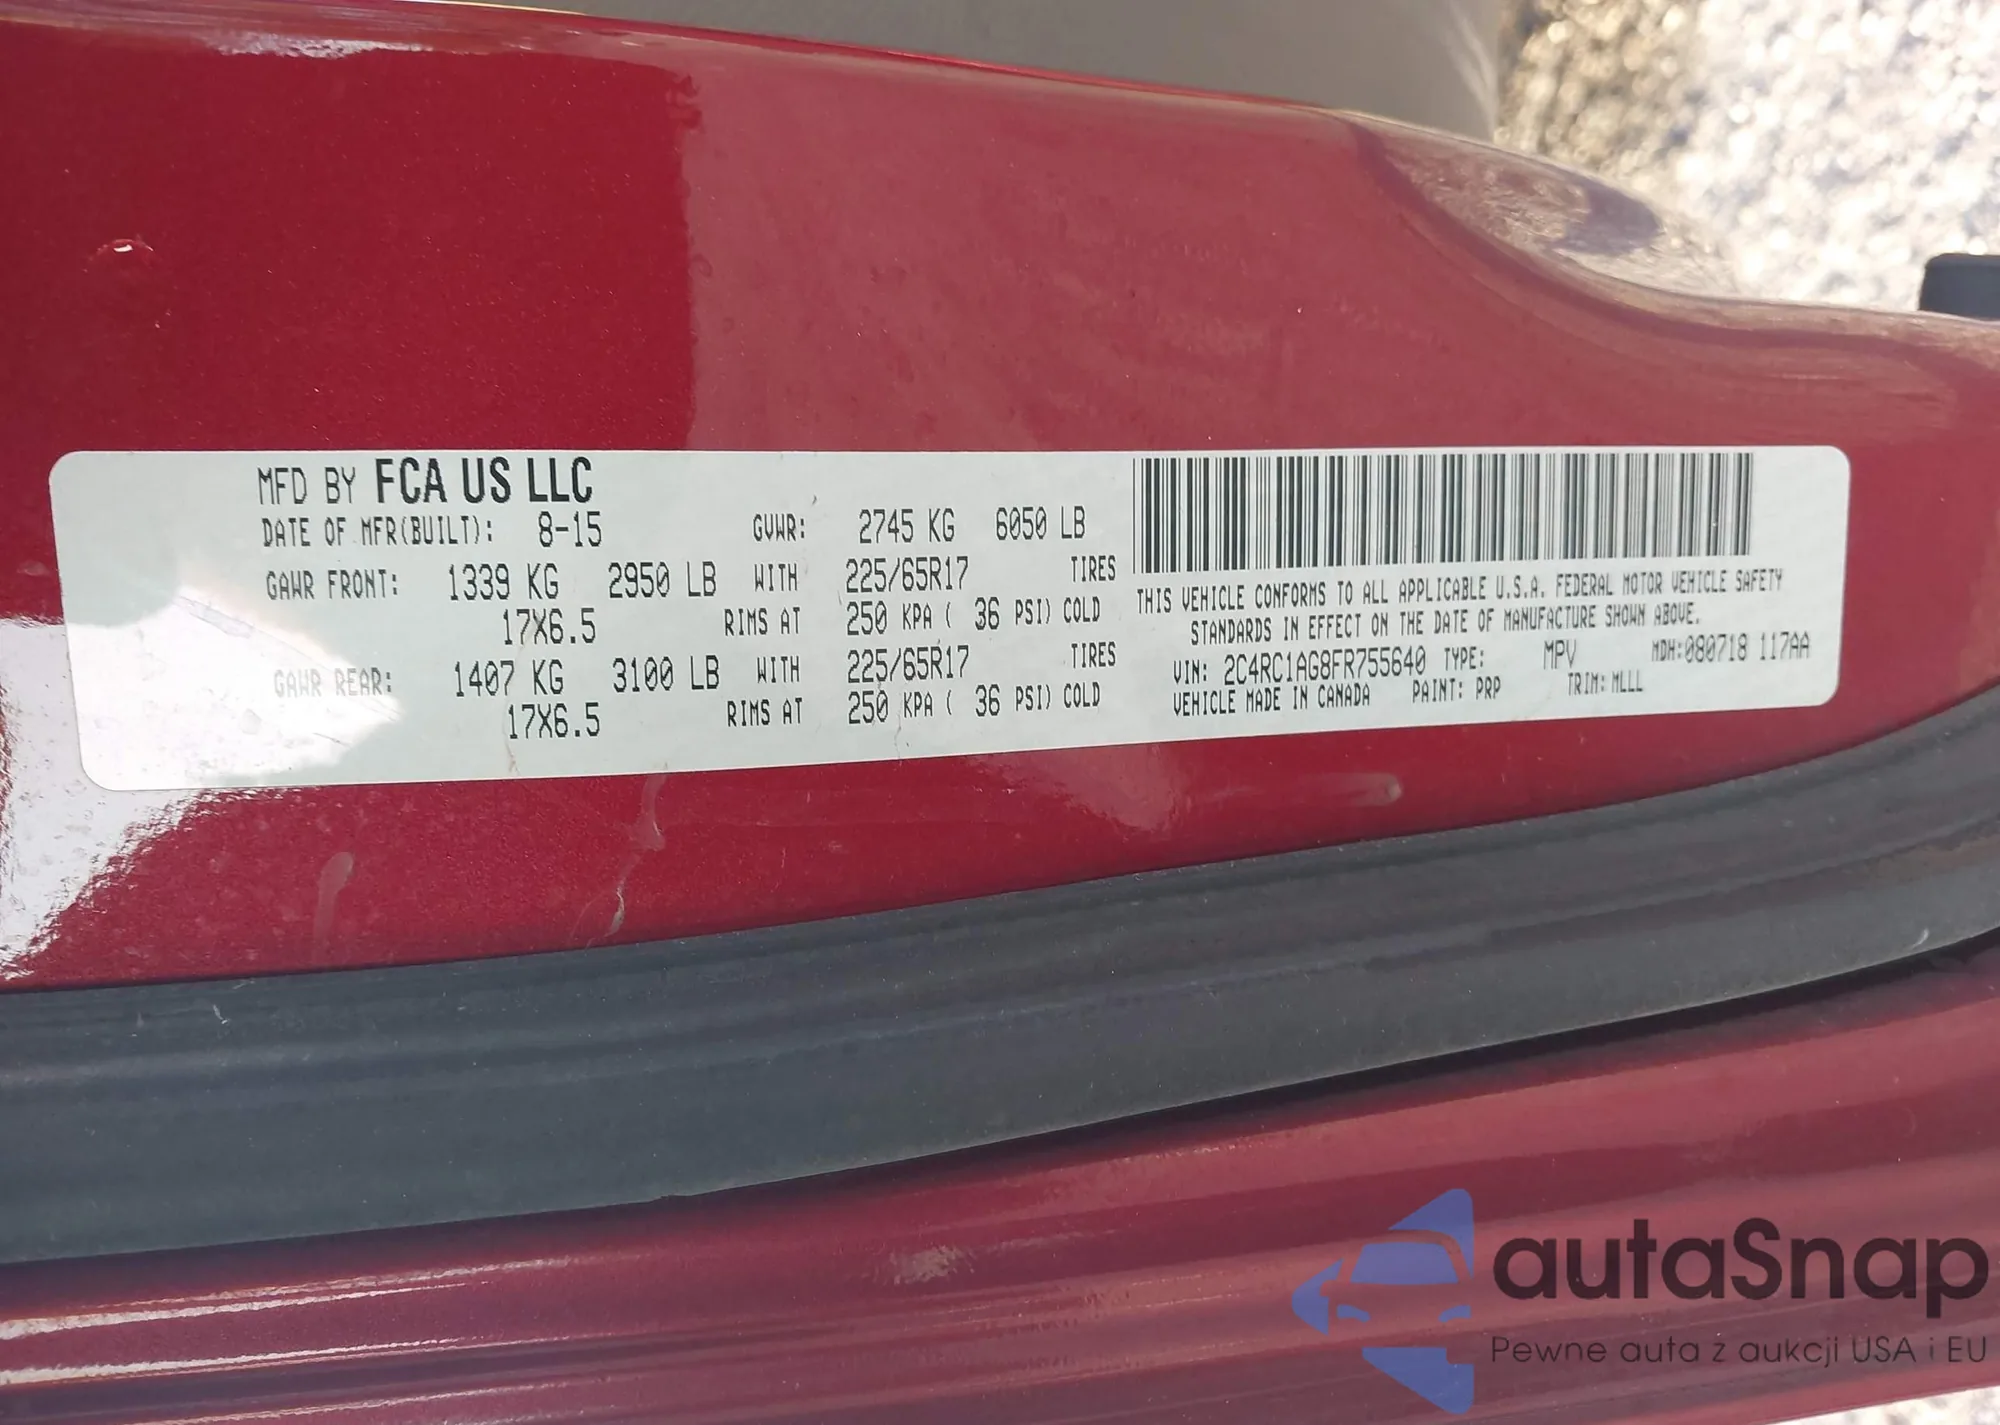 MFD BY FCA US LLC
DATE OF MFR(BUILT): 8-15 GVWR: 2745 KG 6050 LB
GAWR FRONT: 1339 KG 2950 LB WITH 225/65R17 TIRES
17X6.5 RIMS AT 250 KPA ( 36 PSI) COLD
GAWR REAR: 1407 KG 3100 LB WITH 225/65R17 TIRES
17X6.5 RIMS AT 250 KPA ( 36 PSI) COLD
THIS VEHICLE CONFORMS TO ALL APPLICABLE U.S.A. FEDERAL MOTOR VEHICLE SAFETY
STANDARDS IN EFFECT ON THE DATE OF MANUFACTURE SHOWN ABOVE.
VIN: 2C4RC1AG8FR755640 TYPE: MPV MDH:080718 117AA
VEHICLE MADE IN CANADA PAINT: PRP TRIM: MLLL
autaSnap
Pewne auta z aukcji USA i EU